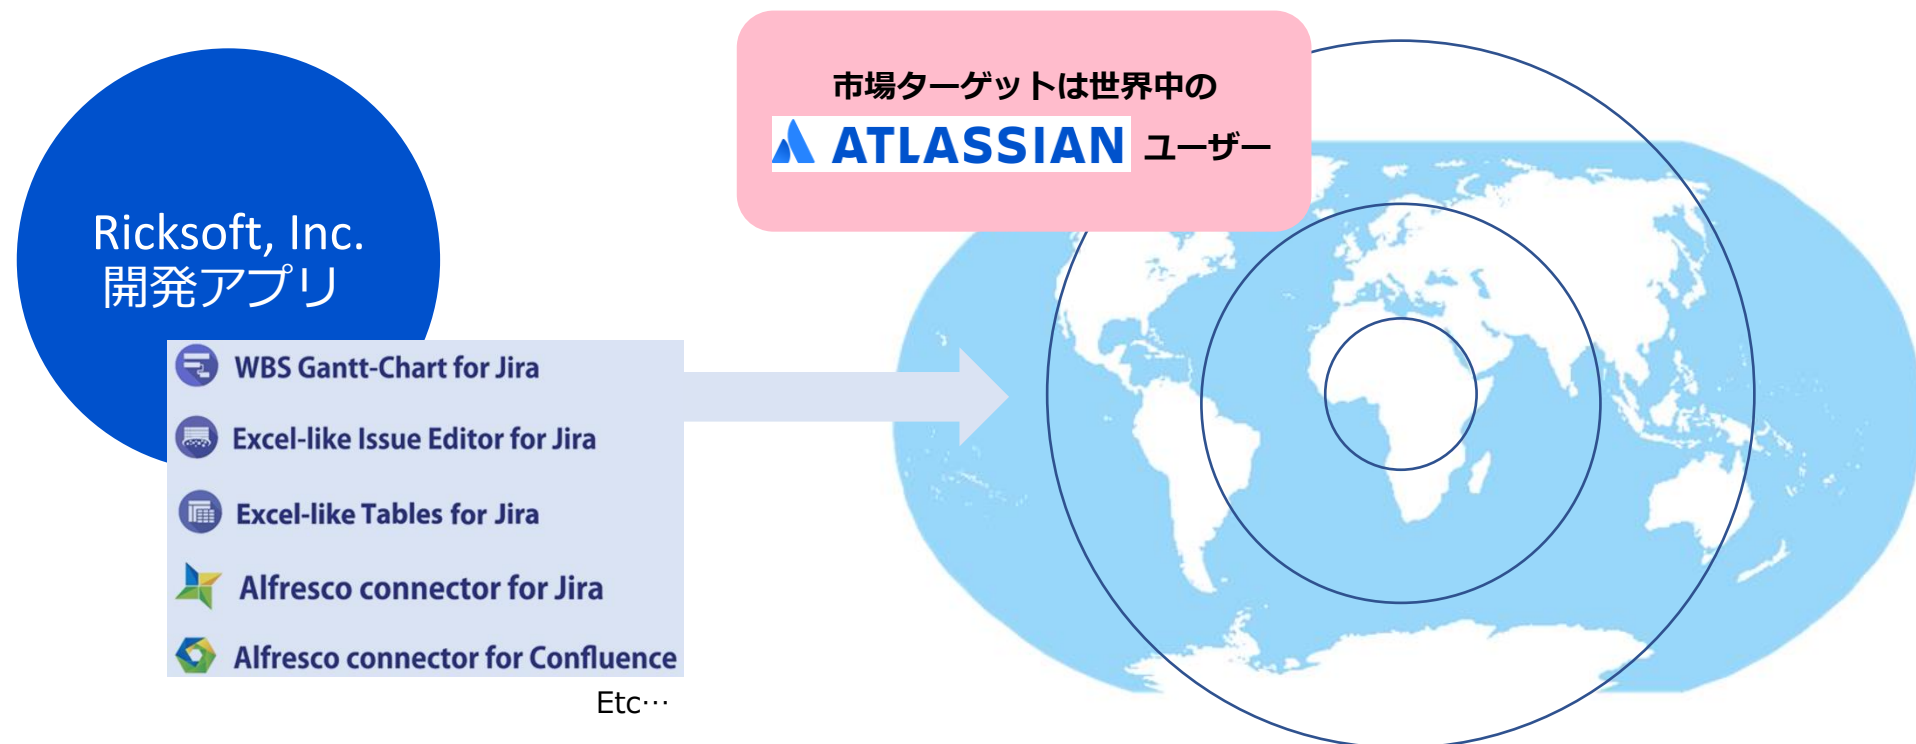 市場ターゲットは世界中の
ATLASSIAN ユーザー
Ricksoft, Inc.
開発アプリ
WBS Gantt-Chart for Jira
Excel-like Issue Editor for Jira
Excel-like Tables for Jira
Alfresco connector for Jira
Alfresco connector for Confluence
Etc…